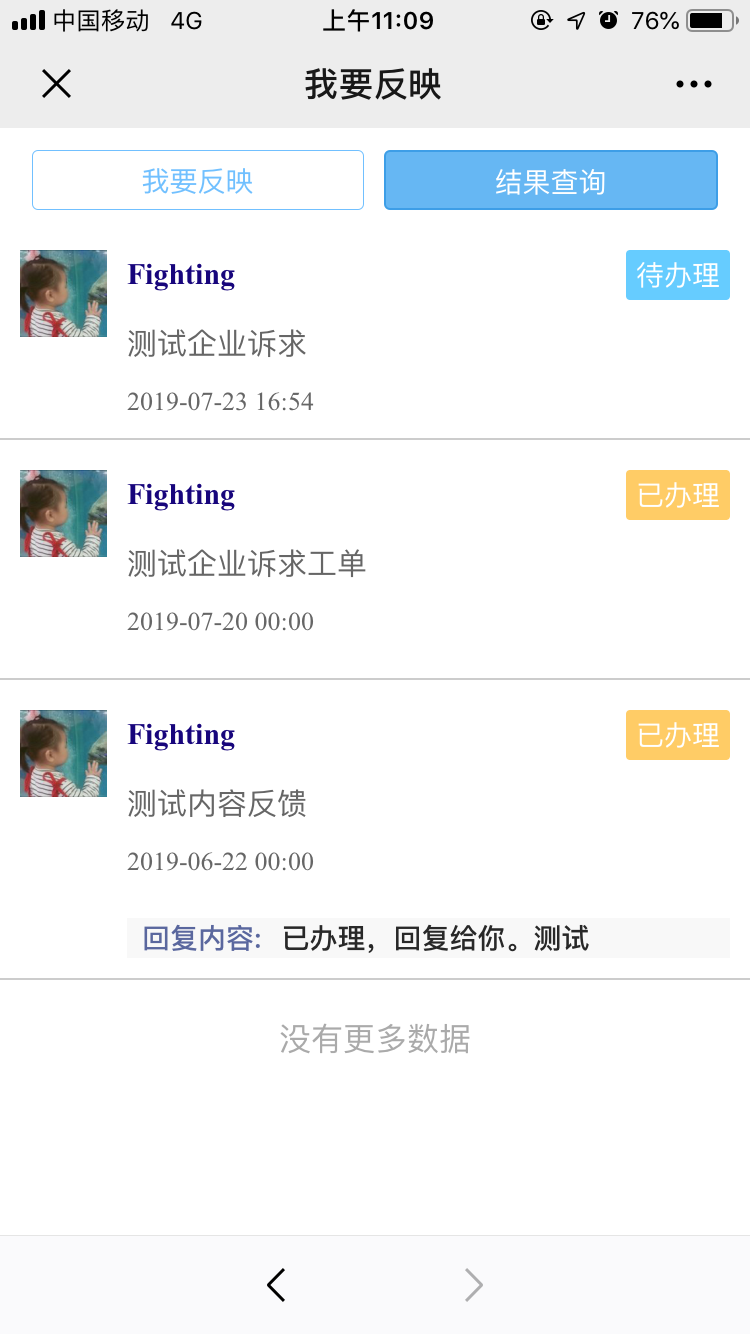 中国移动 4G 上午11:09 76%
我要反映
我要反映 结果查询
Fighting 待办理
测试企业诉求
2019-07-23 16:54
Fighting 已办理
测试企业诉求工单
2019-07-20 00:00
Fighting 已办理
测试内容反馈
2019-06-22 00:00
回复内容: 已办理，回复给你。测试
没有更多数据